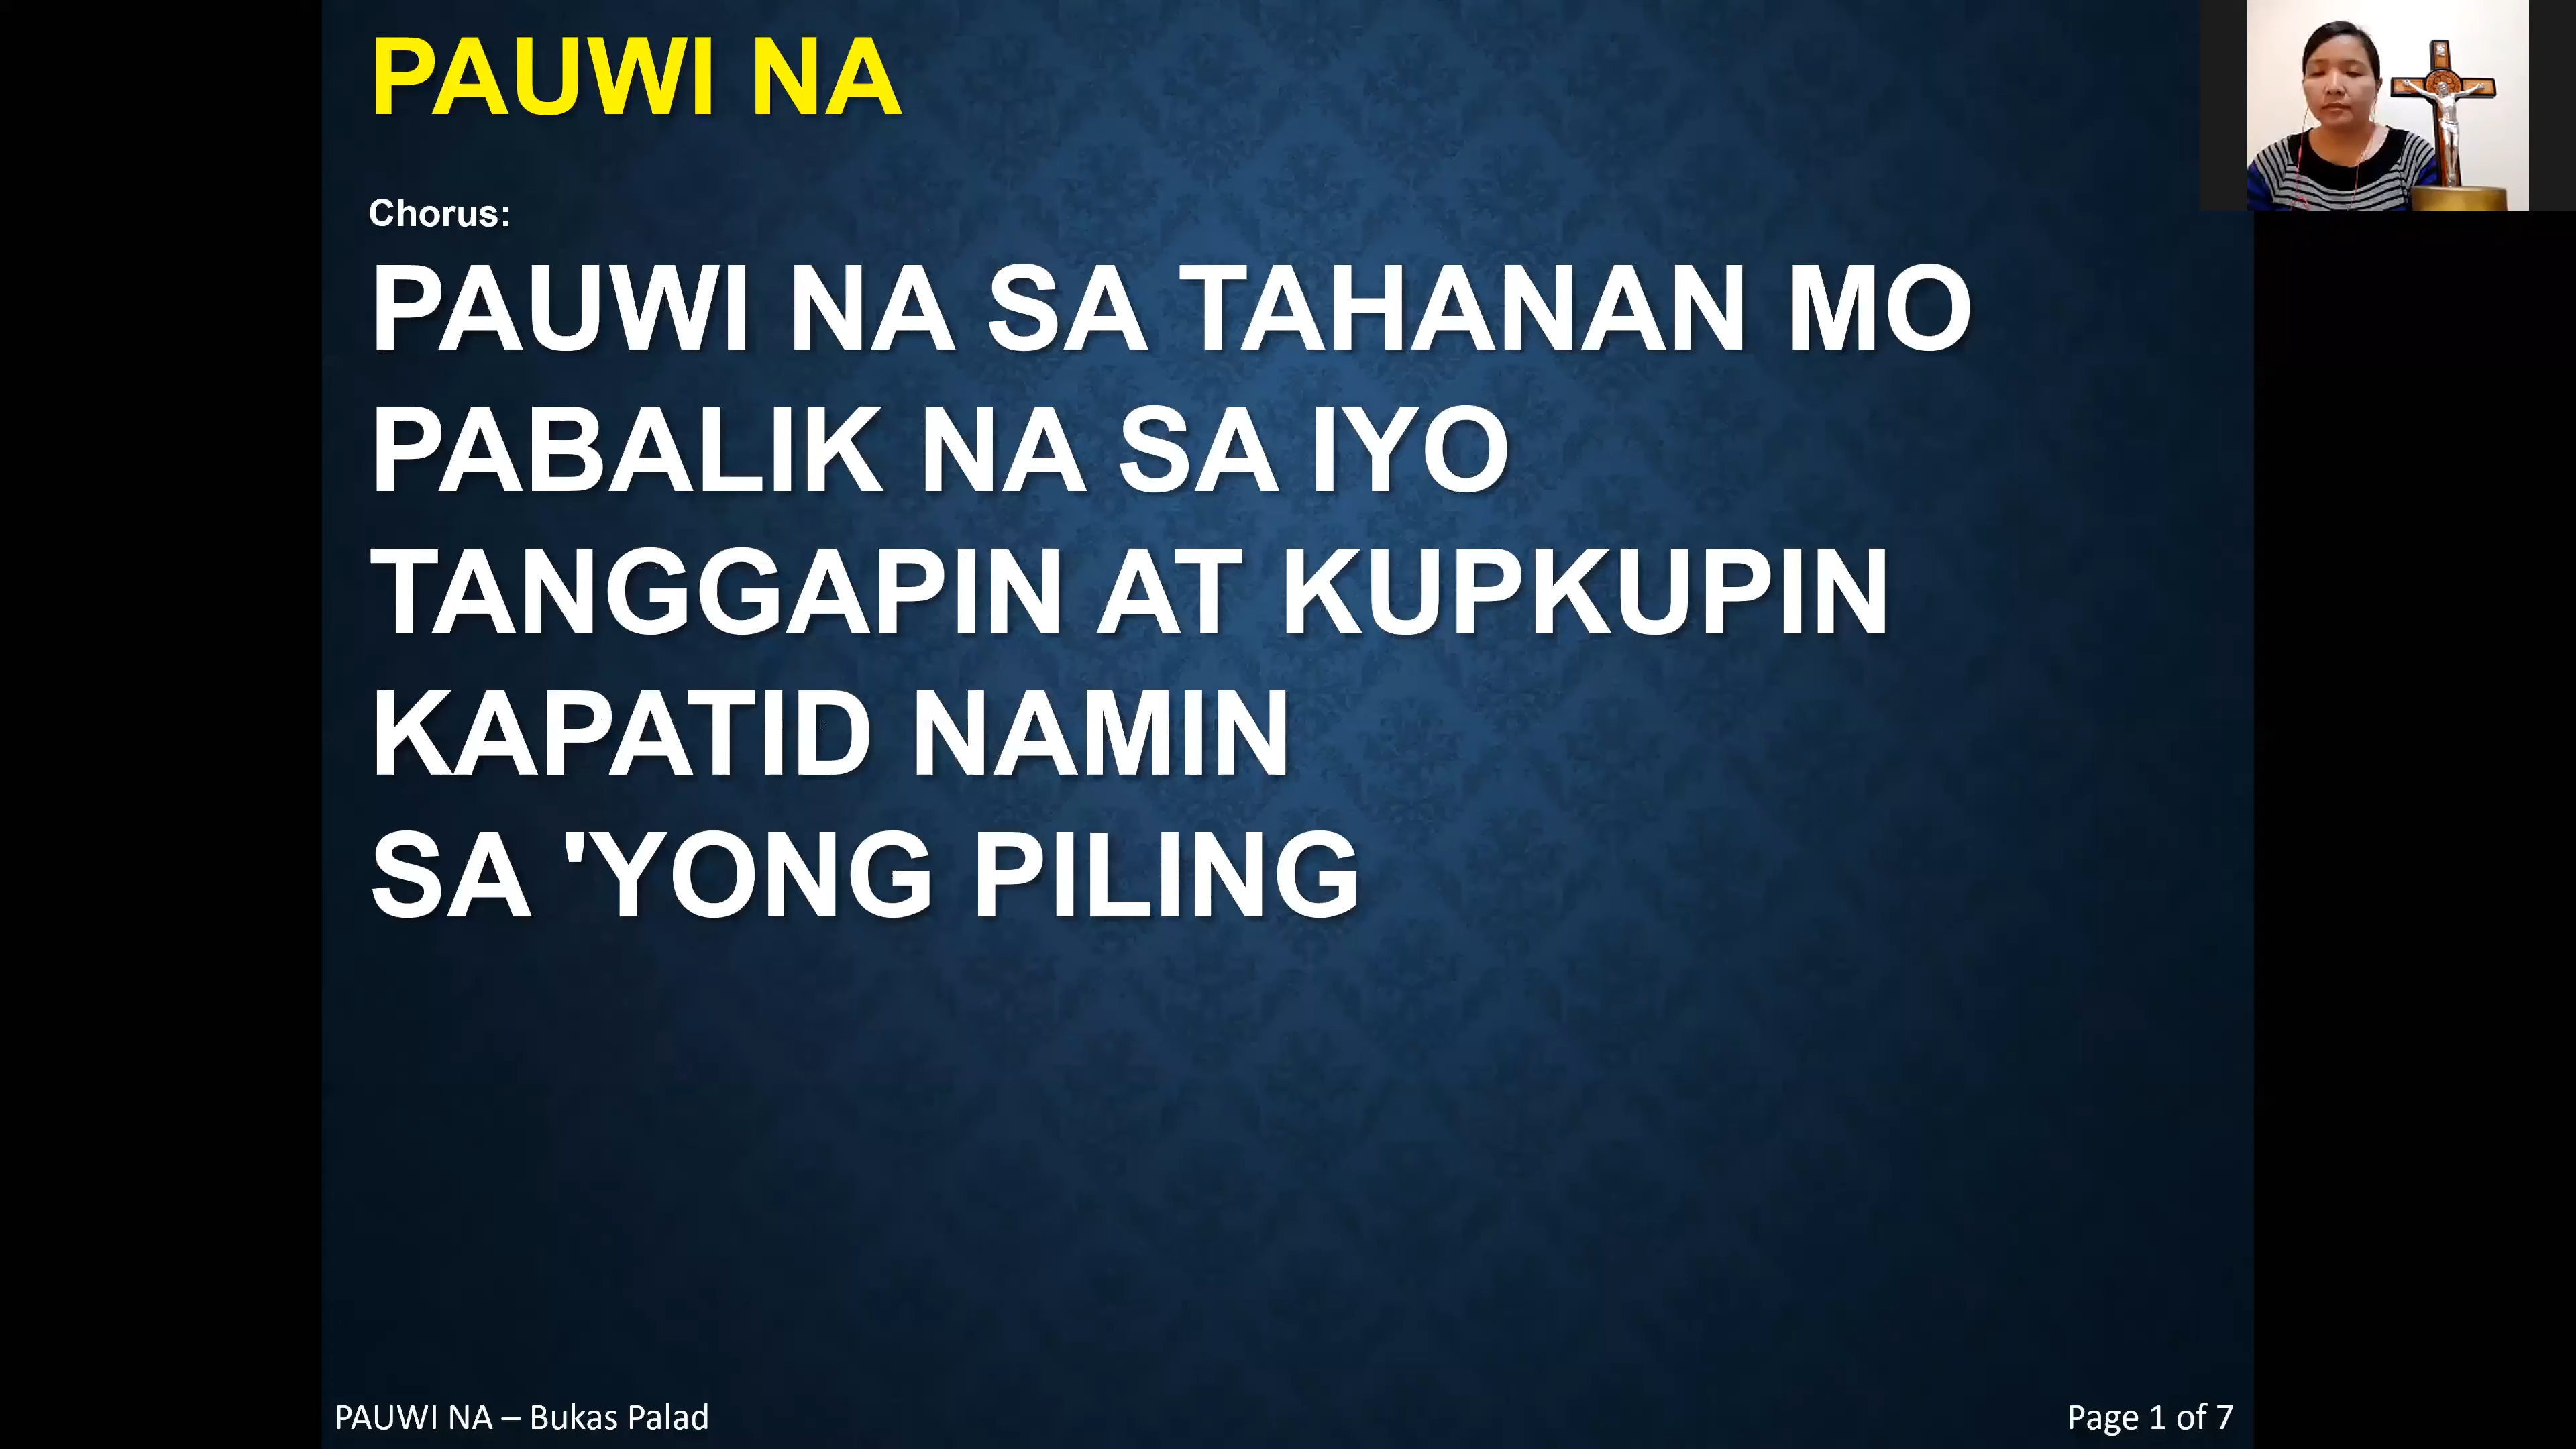 PAUWI NA
Chorus:
PAUWI NA SA TAHANAN MO
PABALIK NA SA IYO
TANGGAPIN AT KUPKUPIN
KAPATID NAMIN
SA 'YONG PILING
PAUWI NA – Bukas Palad
Page 1 of 7